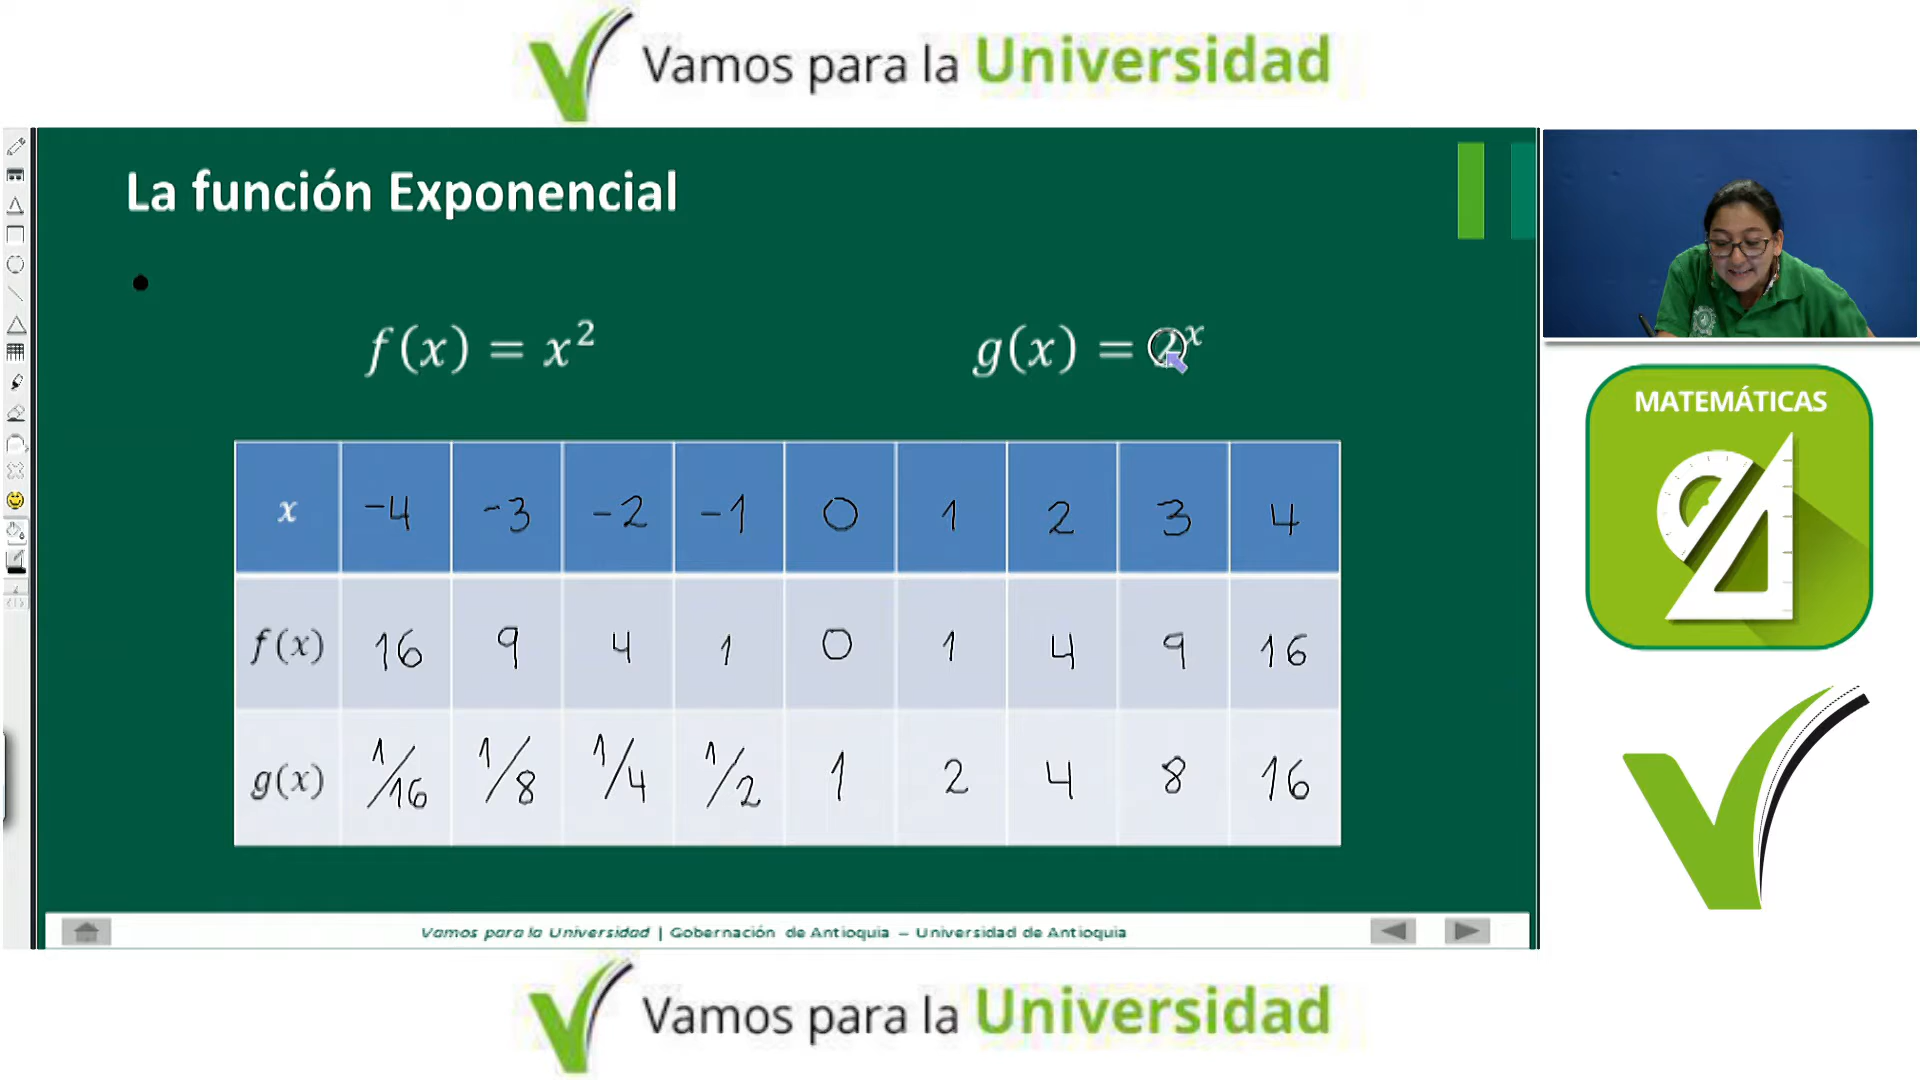 Vamos para la Universidad
La función Exponencial
f(x) = x²
g(x) = 2ˣ
x -4 -3 -2 -1 0 1 2 3 4
f(x) 16 9 4 1 0 1 4 9 16
g(x) 1/16 1/8 1/4 1/2 1 2 4 8 16
Vamos para la Universidad | Gobernación de Antioquia – Universidad de Antioquia
MATEMÁTICAS
Vamos para la Universidad